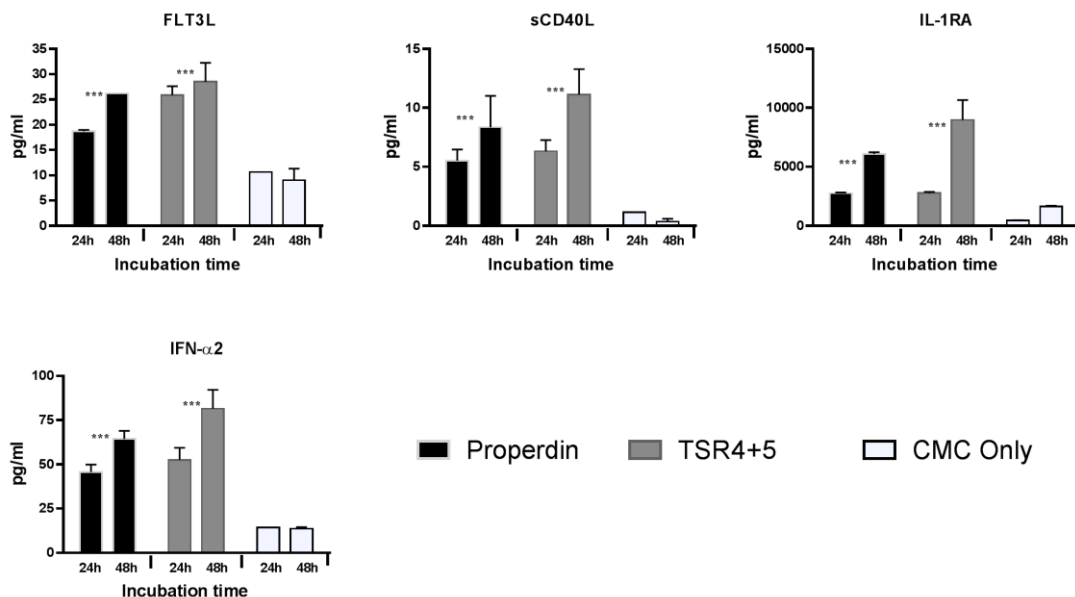 FLT3L
35
30
25
20
15
10
5
0
pg/ml
***
***
24h 48h 24h 48h 24h 48h
Incubation time
sCD40L
15
10
5
0
pg/ml
***
***
24h 48h 24h 48h 24h 48h
Incubation time
IL-1RA
15000
10000
5000
0
pg/ml
***
***
24h 48h 24h 48h 24h 48h
Incubation time
IFN-α2
100
75
50
25
0
pg/ml
***
***
24h 48h 24h 48h 24h 48h
Incubation time
Properdin
TSR4+5
CMC Only